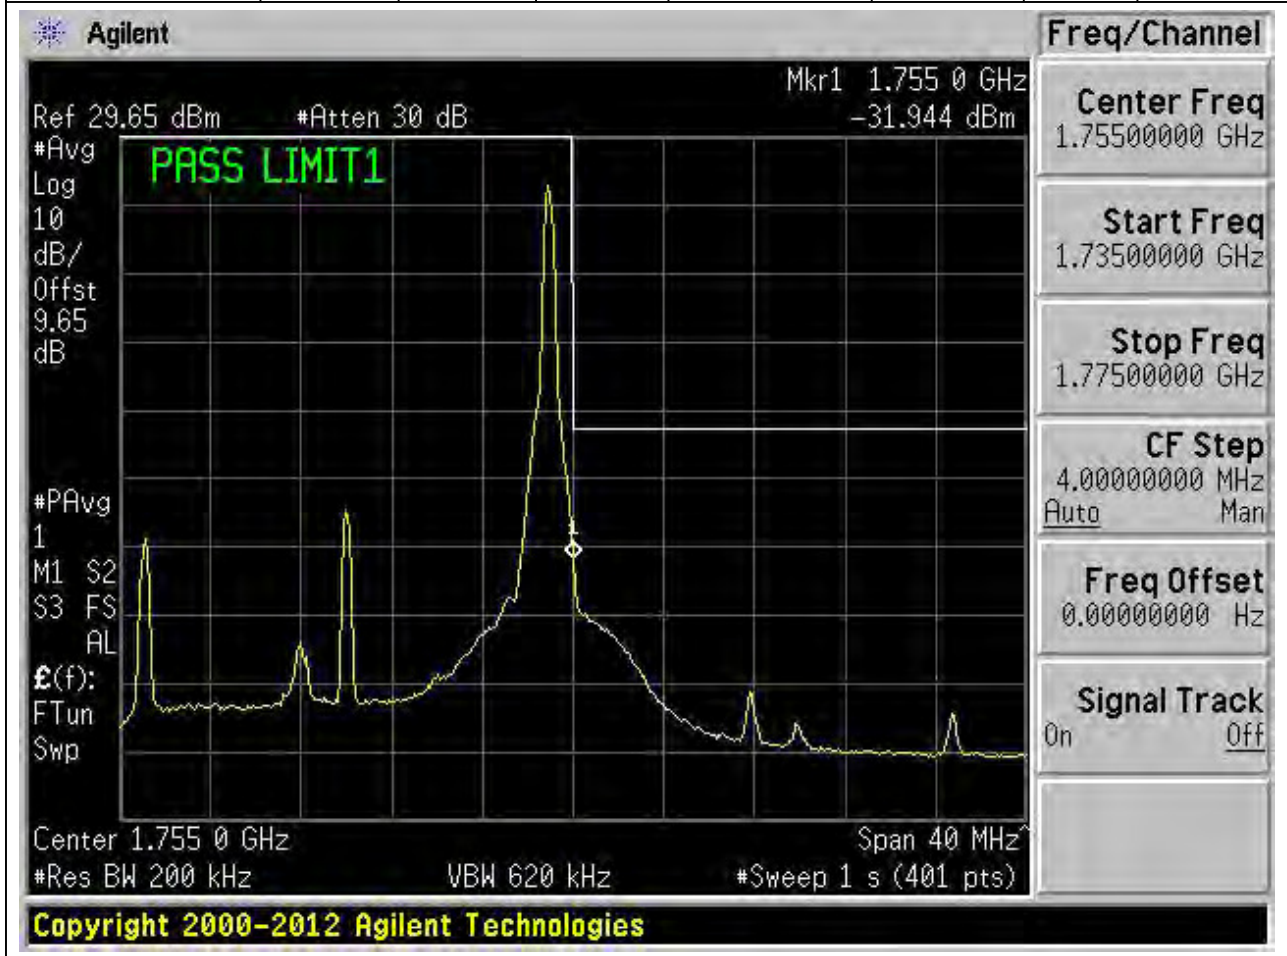 Agilent
Freq/Channel
Mkr1 1.755 0 GHz
Ref 29.65 dBm #Atten 30 dB -31.944 dBm
#Avg
Log
10
dB/
Offst
9.65
dB
PASS LIMIT1
#PAvg
1
M1 S2
S3 FS
AL
£(f):
FTun
Swp
1
Center 1.755 0 GHz Span 40 MHz^
#Res BW 200 kHz VBW 620 kHz #Sweep 1 s (401 pts)
Center Freq
1.75500000 GHz
Start Freq
1.73500000 GHz
Stop Freq
1.77500000 GHz
CF Step
4.00000000 MHz
Auto Man
Freq Offset
0.00000000 Hz
Signal Track
On Off
Copyright 2000-2012 Agilent Technologies